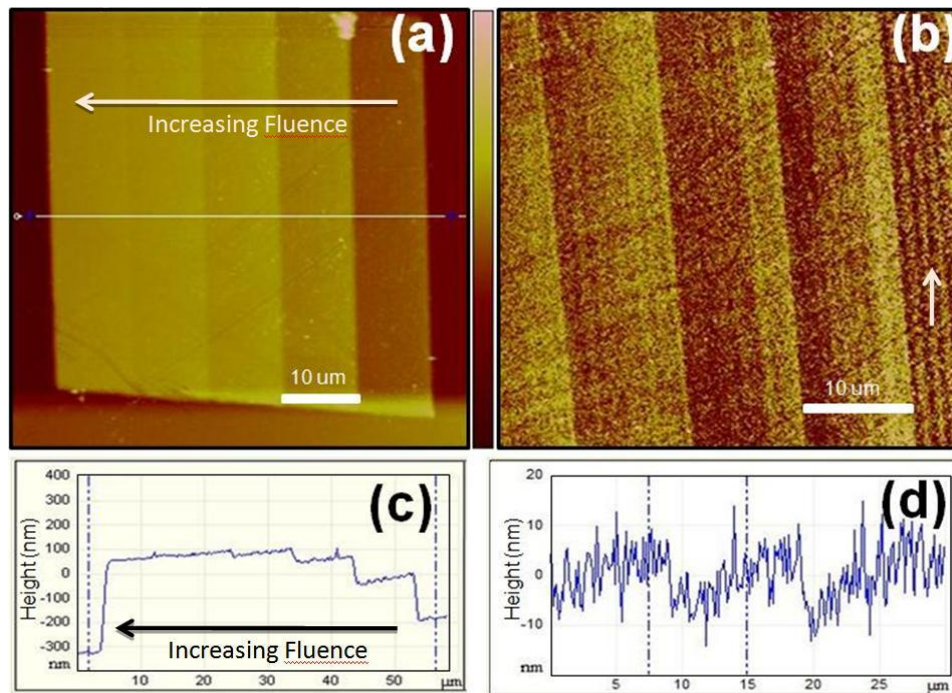 (a)
Increasing Fluence
10 um
(b)
10 um
(c)
Height (nm)
400
300
200
100
0
-100
-200
-300
nm
Increasing Fluence
10 20 30 40 50 µm
(d)
Height (nm)
20
10
0
-10
nm
5 10 15 20 25 µm